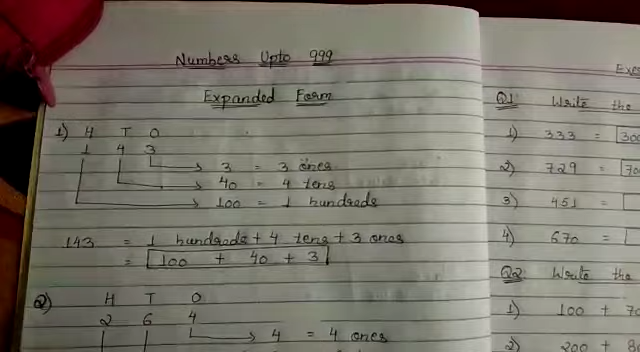 Numbers Upto 999
Expanded Form
1) H T O
1 4 3
3 = 3 ones
40 = 4 tens
100 = 1 hundreds
143 = 1 hundreds + 4 tens + 3 ones
= 100 + 40 + 3
2) H T O
2 6 4
4 = 4 ones
Q1 Write the
1) 333 = 300
2) 729 = 70
3) 451 =
4) 670 =
Q2 Write the
1) 100 + 70
2) 200 + 80